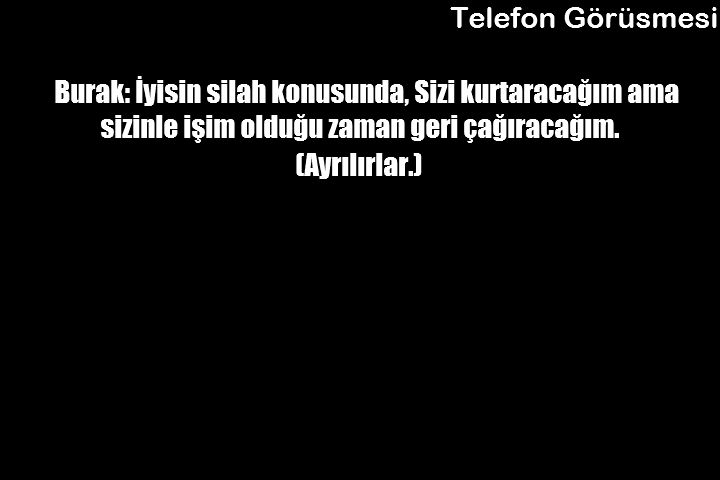 Telefon Görüsmesi
Burak: İyisin silah konusunda, Sizi kurtaracağım ama
sizinle işim olduğu zaman geri çağıracağım.
(Ayrılırlar.)